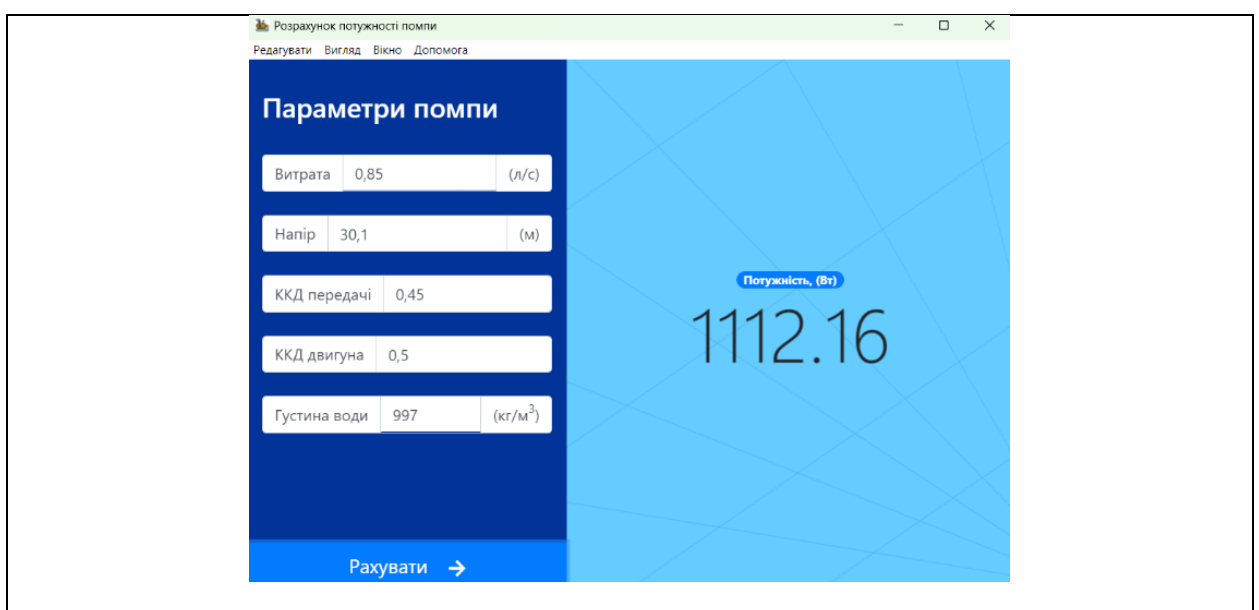 Розрахунок потужності помпи
Редагувати Вигляд Вікно Допомога
Параметри помпи
Витрата 0,85 (л/с)
Напір 30,1 (м)
ККД передачі 0,45
ККД двигуна 0,5
Густина води 997 (кг/м³)
Рахувати →
Потужність, (Вт)
1112.16